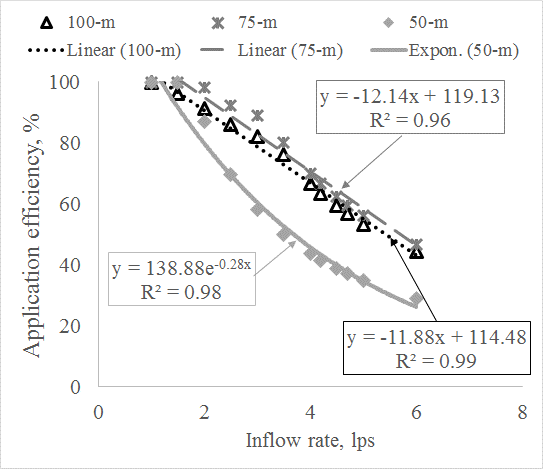 100-m 75-m 50-m
Linear (100-m) Linear (75-m) Expon. (50-m)
Application efficiency, %
100
80
60
40
20
0
y = -12.14x + 119.13
R² = 0.96
y = 138.88e^-0.28x
R² = 0.98
y = -11.88x + 114.48
R² = 0.99
0 2 4 6 8
Inflow rate, lps